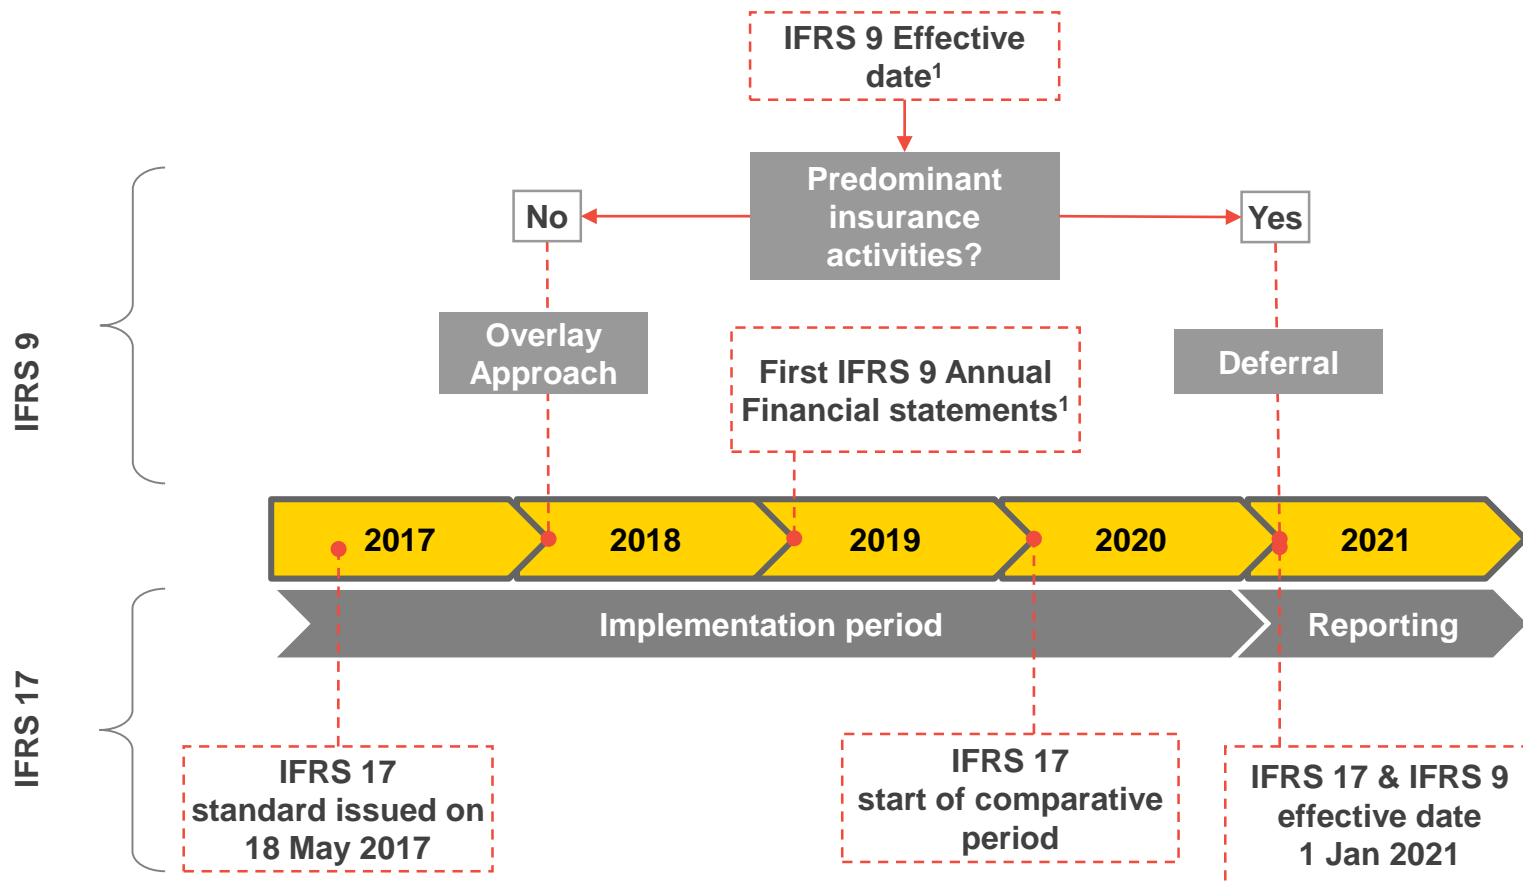 IFRS 9 Effective
date¹
Predominant
insurance
activities?
No
Yes
Overlay
Approach
First IFRS 9 Annual
Financial statements¹
Deferral
IFRS 9
2017
2018
2019
2020
2021
Implementation period
Reporting
IFRS 17
IFRS 17
standard issued on
18 May 2017
IFRS 17
start of comparative
period
IFRS 17 & IFRS 9
effective date
1 Jan 2021